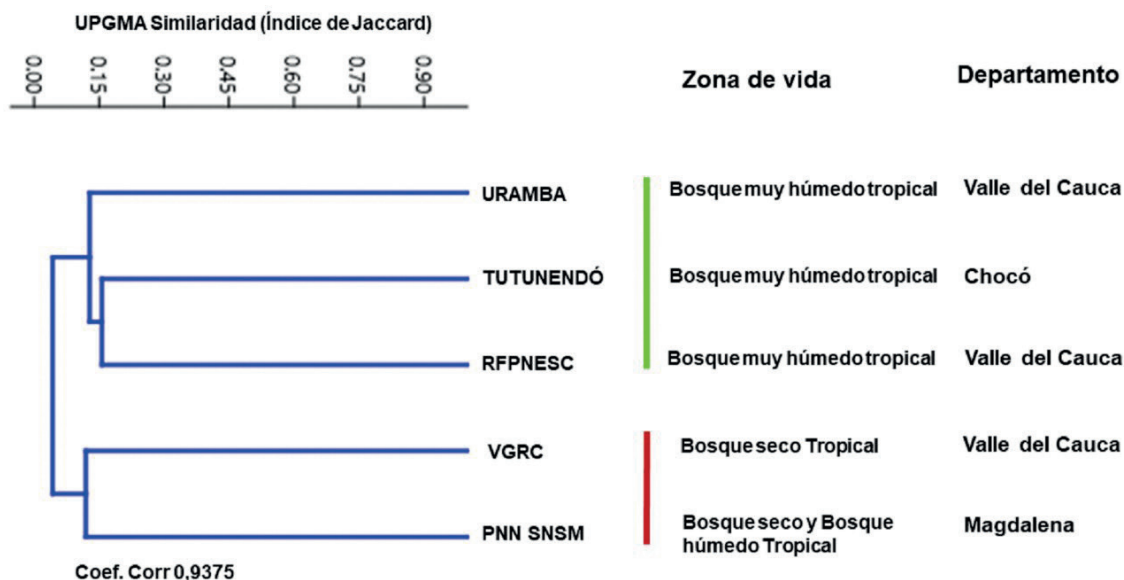 UPGMA Similaridad (Índice de Jaccard)
0.00 0.15 0.30 0.45 0.60 0.75 0.90
Zona de vida
Departamento
URAMBA
Bosque muy húmedo tropical
Valle del Cauca
TUTUNENDÓ
Bosque muy húmedo tropical
Chocó
RFPNESC
Bosque muy húmedo tropical
Valle del Cauca
VGRC
Bosque seco Tropical
Valle del Cauca
PNN SNSM
Bosque seco y Bosque
húmedo Tropical
Magdalena
Coef. Corr 0,9375